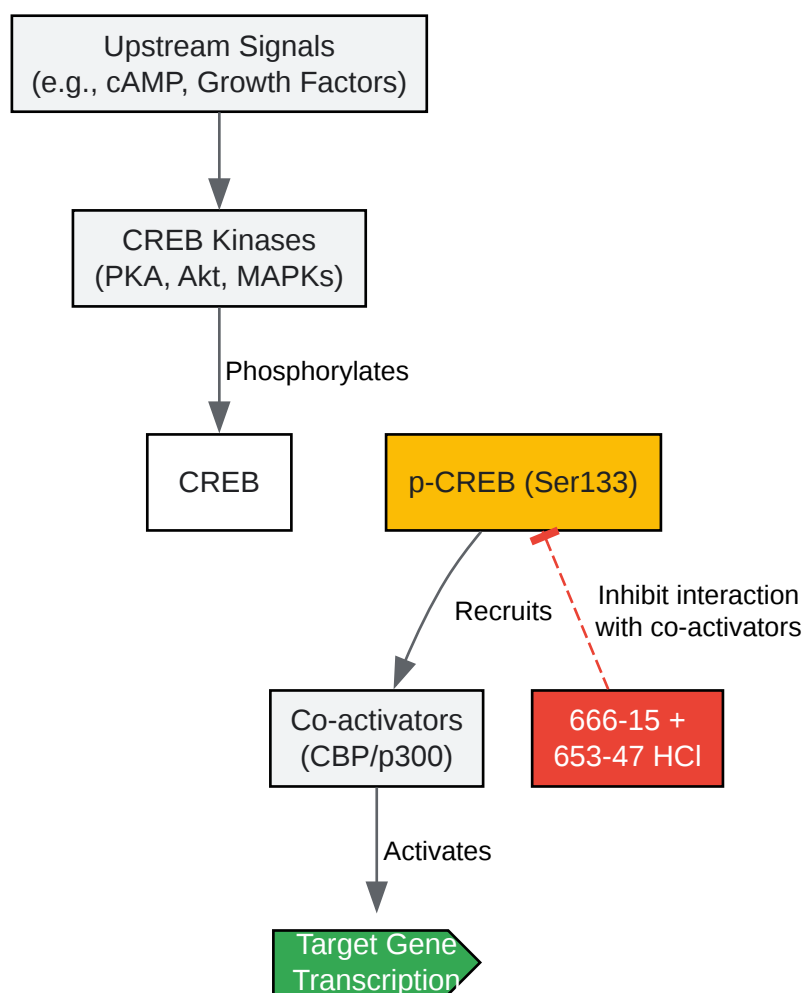 Upstream Signals
(e.g., cAMP, Growth Factors)
CREB Kinases
(PKA, Akt, MAPKs)
Phosphorylates
CREB
p-CREB (Ser133)
Recruits
Inhibit interaction
with co-activators
Co-activators
(CBP/p300)
666-15 +
653-47 HCl
Activates
Target Gene
Transcription